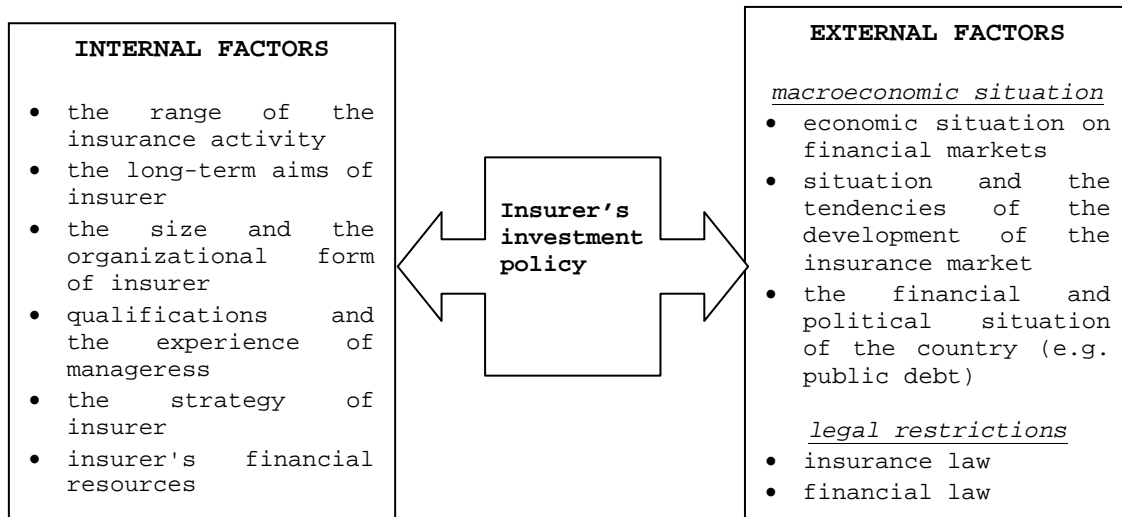 INTERNAL FACTORS
• the range of the
insurance activity
• the long-term aims of
insurer
• the size and the
organizational form
of insurer
• qualifications and
the experience of
manageress
• the strategy of
insurer
• insurer's financial
resources
Insurer’s
investment
policy
EXTERNAL FACTORS
macroeconomic situation
• economic situation on
financial markets
• situation and the
tendencies of the
development of the
insurance market
• the financial and
political situation
of the country (e.g.
public debt)
legal restrictions
• insurance law
• financial law